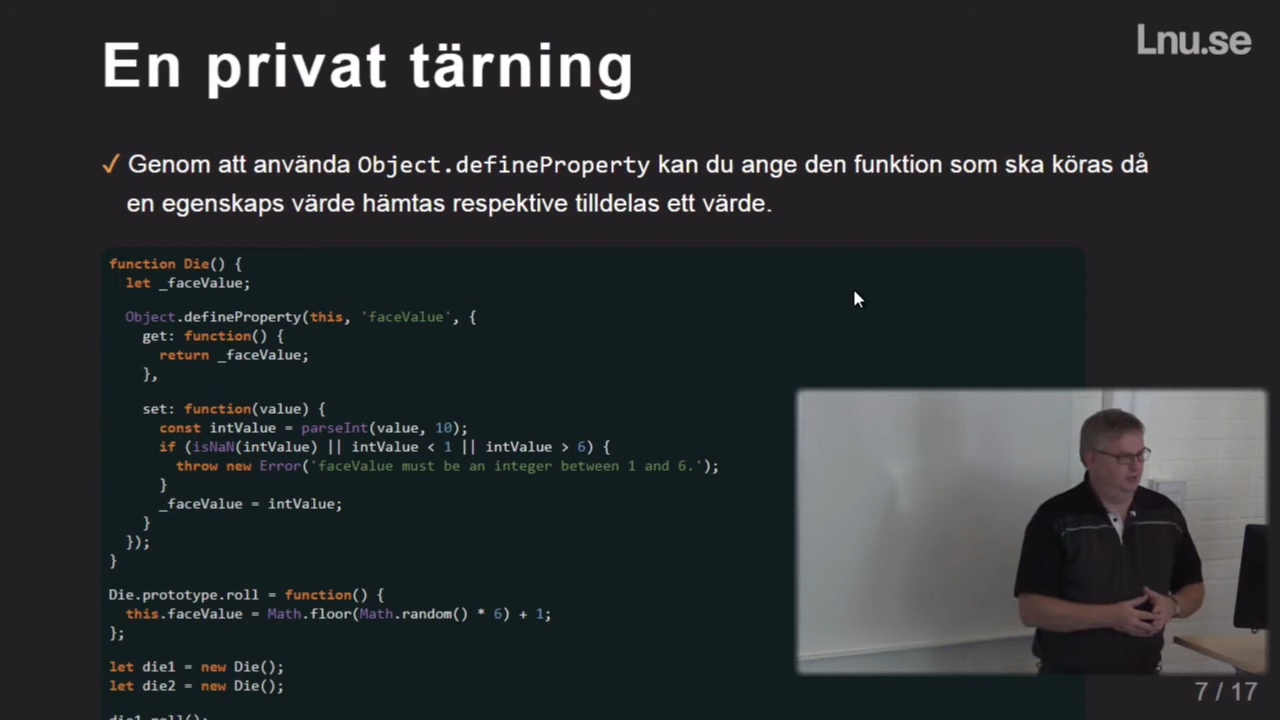 En privat tärning
Lnu.se
✓ Genom att använda Object.defineProperty kan du ange den funktion som ska köras då
en egenskaps värde hämtas respektive tilldelas ett värde.
function Die() {
  let _faceValue;
  Object.defineProperty(this, 'faceValue', {
    get: function() {
      return _faceValue;
    },
    set: function(value) {
      const intValue = parseInt(value, 10);
      if (isNaN(intValue) || intValue < 1 || intValue > 6) {
        throw new Error('faceValue must be an integer between 1 and 6.');
      }
      _faceValue = intValue;
    }
  });
}
Die.prototype.roll = function() {
  this.faceValue = Math.floor(Math.random() * 6) + 1;
};
let die1 = new Die();
let die2 = new Die();
die1.roll();
7 / 17